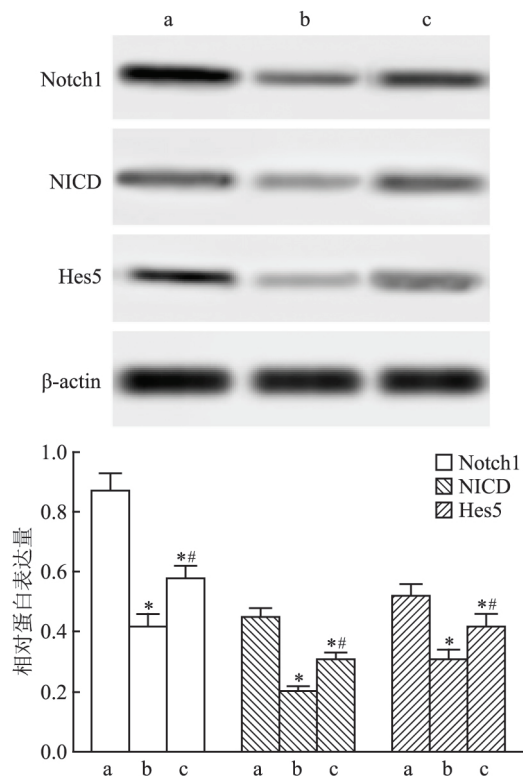 a b c
Notch1
NICD
Hes5
β-actin
1.0
Notch1
NICD
Hes5
0.8
0.6
*#
*
0.4
*#
*#
*
*
0.2
0.0
相对蛋白表达量
a b c a b c a b c